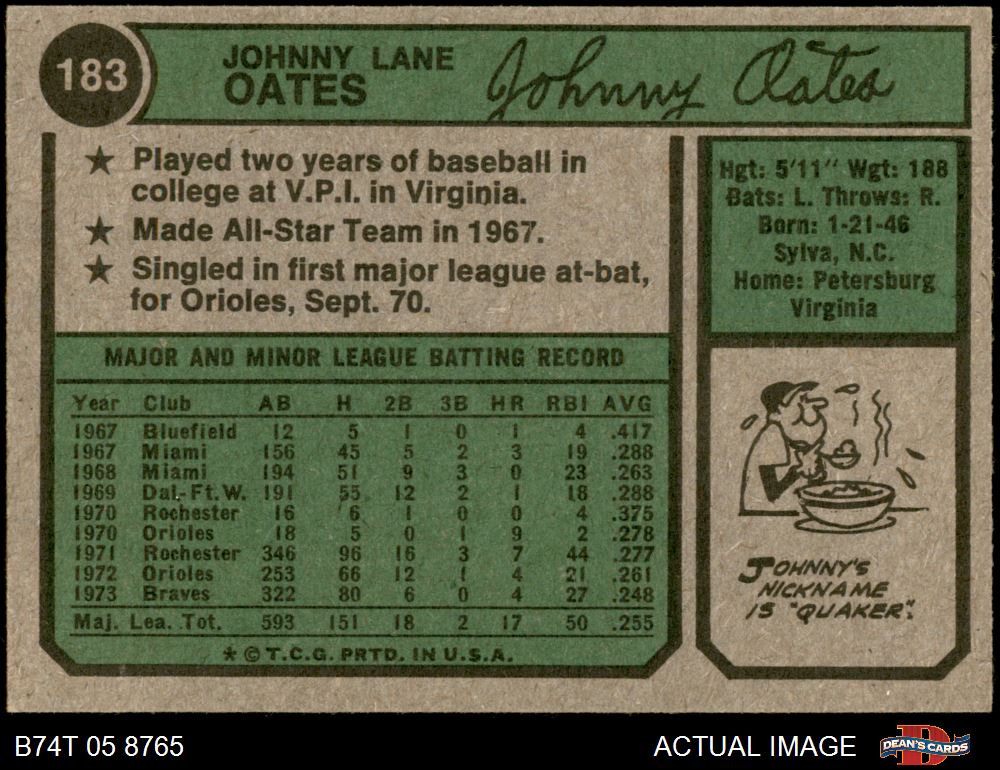 183
JOHNNY LANE
OATES
Johnny Oates
★ Played two years of baseball in
college at V.P.I. in Virginia.
★ Made All-Star Team in 1967.
★ Singled in first major league at-bat,
for Orioles, Sept. 70.
Hgt: 5'11'' Wgt: 188
Bats: L. Throws: R.
Born: 1-21-46
Sylva, N.C.
Home: Petersburg
Virginia
MAJOR AND MINOR LEAGUE BATTING RECORD
Year Club AB H 2B 3B HR RBI AVG
1967 Bluefield 12 5 1 0 1 4 .417
1967 Miami 156 45 5 2 3 19 .288
1968 Miami 194 51 9 3 0 23 .263
1969 Dal.-Ft.W. 191 55 12 2 1 18 .288
1970 Rochester 16 6 1 0 0 4 .375
1970 Orioles 18 5 0 1 9 2 .278
1971 Rochester 346 96 16 3 7 44 .277
1972 Orioles 253 66 12 1 4 21 .261
1973 Braves 322 80 6 0 4 27 .248
Maj. Lea. Tot. 593 151 18 2 17 50 .255
★ © T.C.G. PRTD. IN U.S.A.
JOHNNY'S
NICKNAME
IS "QUAKER".
B74T 05 8765
ACTUAL IMAGE
D
DEAN'S CARDS